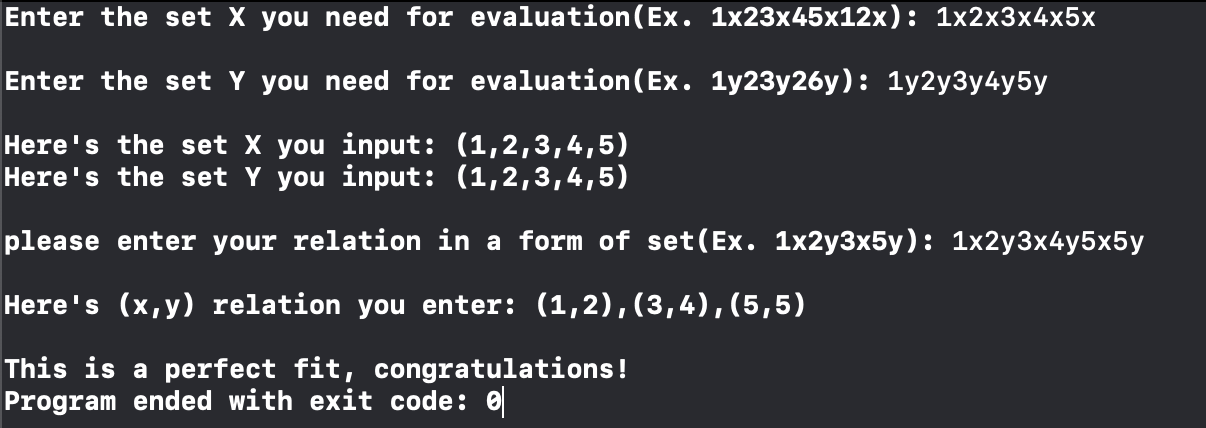 Enter the set X you need for evaluation(Ex. 1x23x45x12x): 1x2x3x4x5x
Enter the set Y you need for evaluation(Ex. 1y23y26y): 1y2y3y4y5y
Here's the set X you input: (1,2,3,4,5)
Here's the set Y you input: (1,2,3,4,5)
please enter your relation in a form of set(Ex. 1x2y3x5y): 1x2y3x4y5x5y
Here's (x,y) relation you enter: (1,2),(3,4),(5,5)
This is a perfect fit, congratulations!
Program ended with exit code: 0